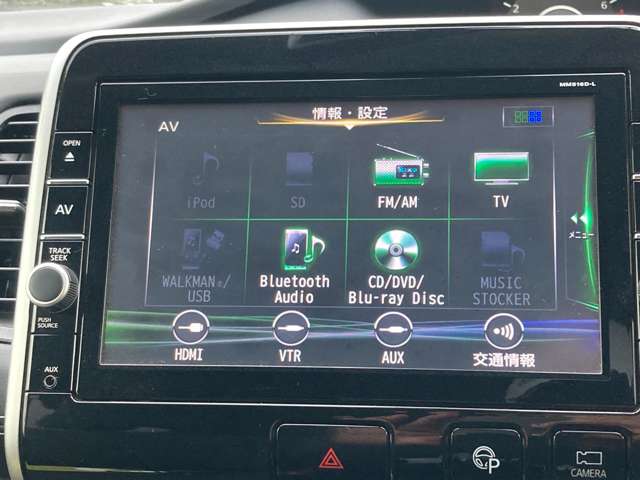 2 6
MM516D-L
OPEN
AV
TRACK
SEEK
PUSH
SOURCE
AUX
情報・設定
AV
iPod
SD
FM/AM
TV
メニュー
WALKMAN®/
USB
Bluetooth
Audio
CD/DVD/
Blu-ray Disc
MUSIC
STOCKER
HDMI
VTR
AUX
交通情報
P
CAMERA